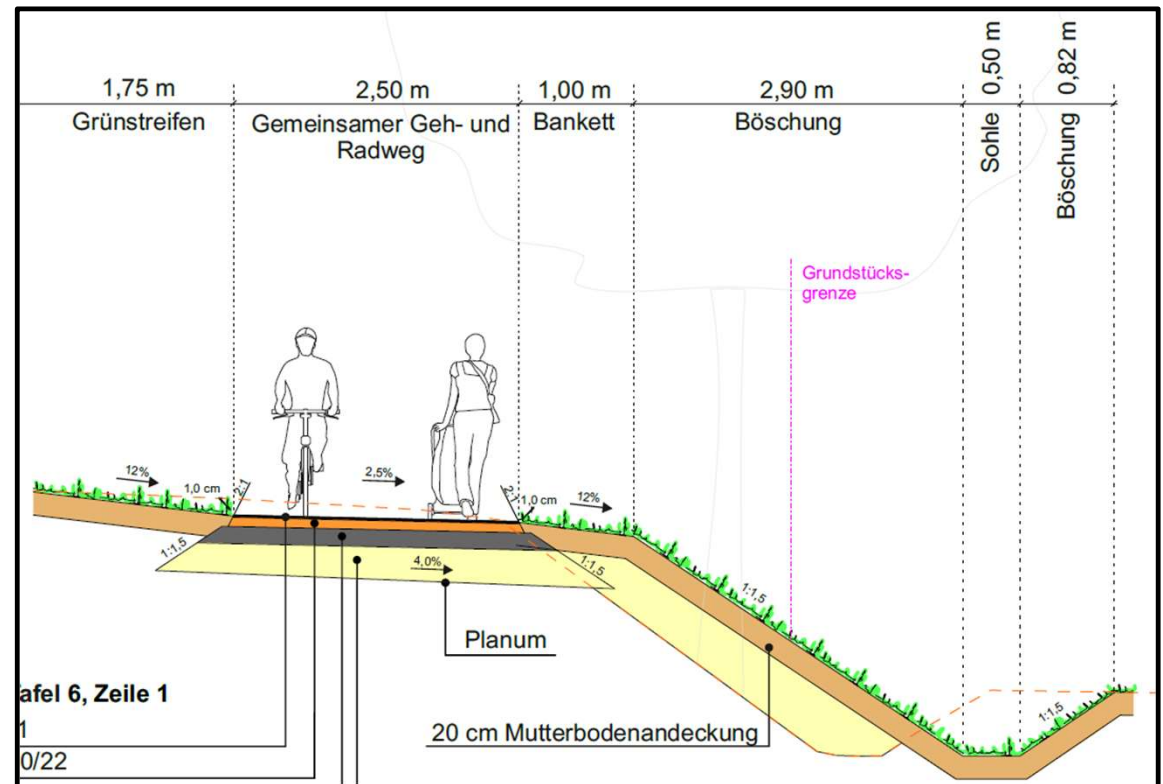 1,75 m
2,50 m
1,00 m
2,90 m
Sohle 0,50 m
Böschung 0,82 m
Grünstreifen
Gemeinsamer Geh- und
Radweg
Bankett
Böschung
Grundstücks-
grenze
12%
1,0 cm
2:1
2,5%
2:1
1,0 cm
12%
1:1,5
4,0%
1:1,5
1:1,5
1:1,5
Planum
20 cm Mutterbodenandeckung
afel 6, Zeile 1
1
0/22